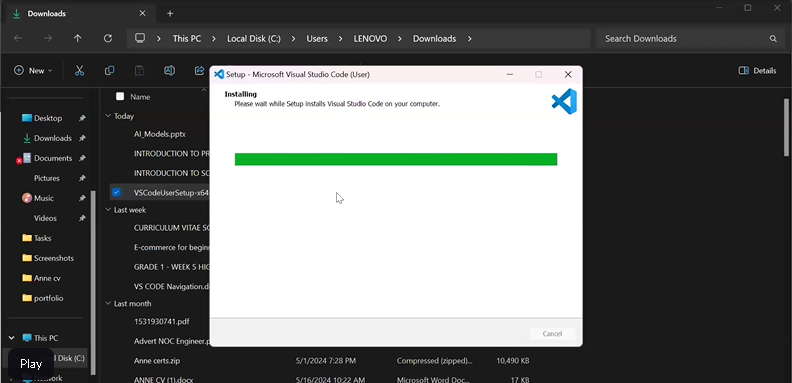 Downloads
This PC > Local Disk (C:) > Users > LENOVO > Downloads >
Search Downloads
New
Details
Name
Desktop
Downloads
Documents
Pictures
Music
Videos
Tasks
Screenshots
Anne cv
portfolio
This PC
Disk (C:)
Network
Today
AI_Models.pptx
INTRODUCTION TO
INTRODUCTION TO
VSCodeUserSetup-x64
Last week
CURRICULUM VITAE
E-commerce for
GRADE 1 - WEEK 5
VS CODE Navigation.
Last month
1531930741.pdf
Advert NOC Engineer.
Anne certs.zip 5/1/2024 7:28 PM Compressed (zipped)... 10,490 KB
ANNE CV (1).docx 5/16/2024 10:22 AM Microsoft Word Doc... 17 KB
Setup - Microsoft Visual Studio Code (User)
Installing
Please wait while Setup installs Visual Studio Code on your computer.
Cancel
Play